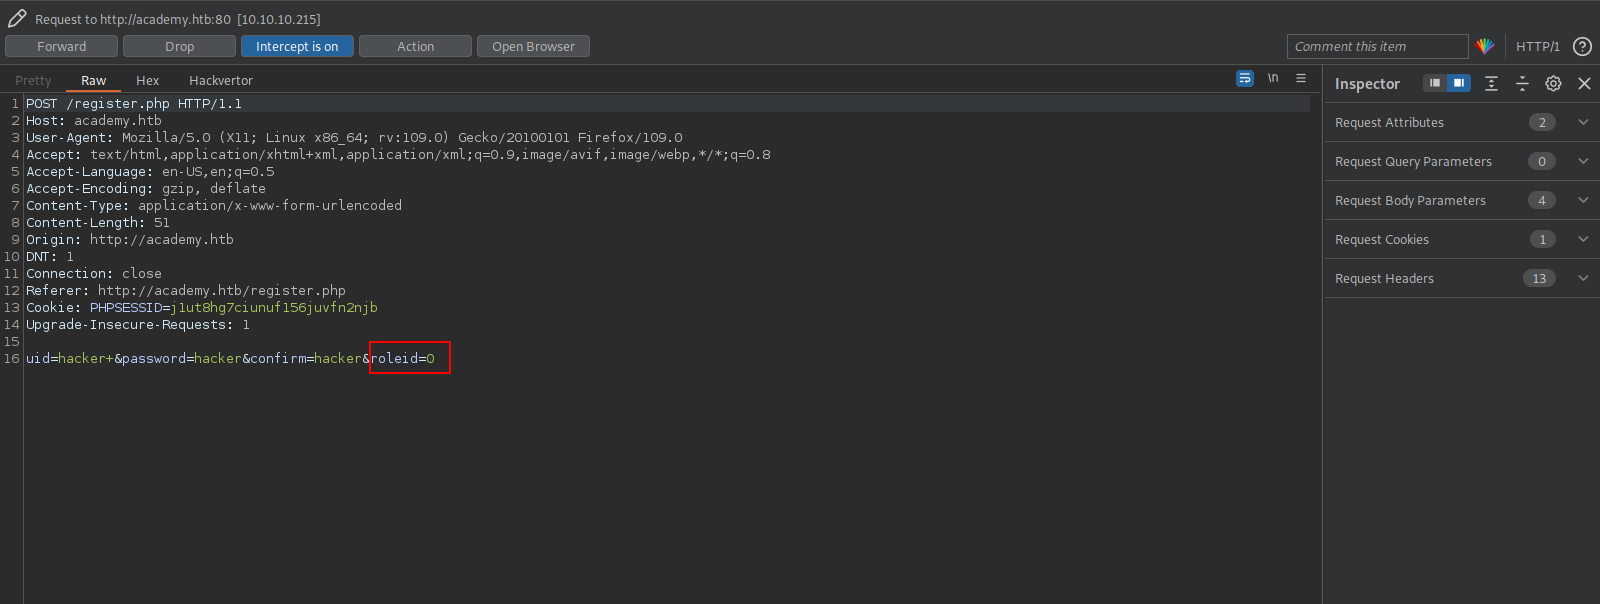 Request to http://academy.htb:80 [10.10.10.215]
Forward Drop Intercept is on Action Open Browser Comment this item HTTP/1 ?
Pretty Raw Hex Hackvertor \n
1 POST /register.php HTTP/1.1
2 Host: academy.htb
3 User-Agent: Mozilla/5.0 (X11; Linux x86_64; rv:109.0) Gecko/20100101 Firefox/109.0
4 Accept: text/html,application/xhtml+xml,application/xml;q=0.9,image/avif,image/webp,*/*;q=0.8
5 Accept-Language: en-US,en;q=0.5
6 Accept-Encoding: gzip, deflate
7 Content-Type: application/x-www-form-urlencoded
8 Content-Length: 51
9 Origin: http://academy.htb
10 DNT: 1
11 Connection: close
12 Referer: http://academy.htb/register.php
13 Cookie: PHPSESSID=j1ut8hg7ciunuf156juvfn2njb
14 Upgrade-Insecure-Requests: 1
15
16 uid=hacker+&password=hacker&confirm=hacker&roleid=0
Inspector
Request Attributes 2
Request Query Parameters 0
Request Body Parameters 4
Request Cookies 1
Request Headers 13